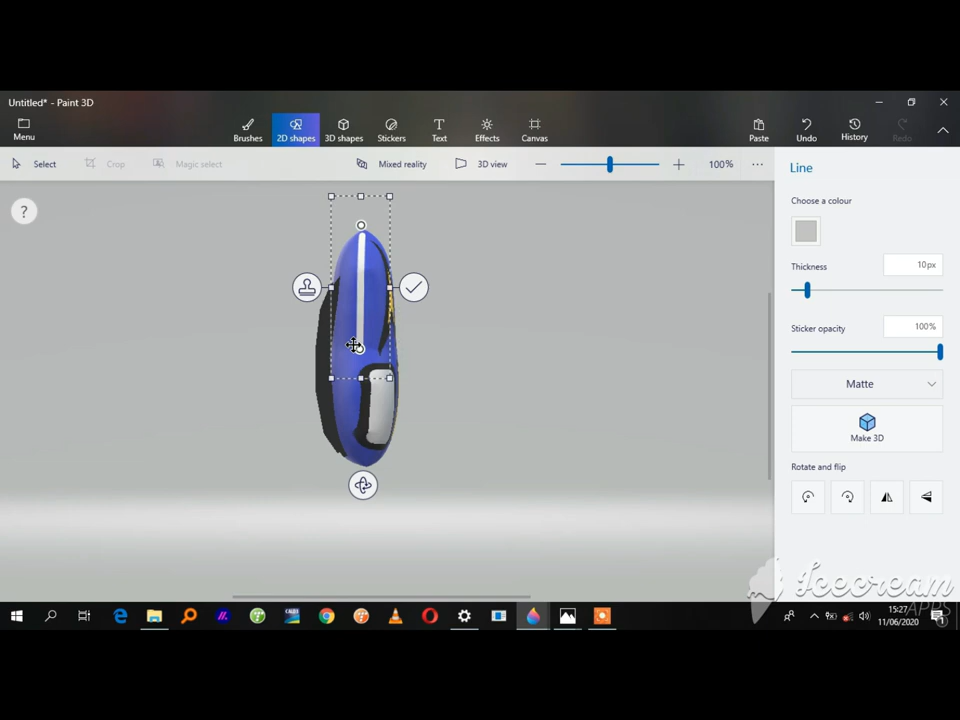 Untitled* - Paint 3D
Menu
Brushes
2D shapes
3D shapes
Stickers
Text
Effects
Canvas
Paste
Undo
History
Redo
Select
Crop
Magic select
Mixed reality
3D view
100%
Line
?
Choose a colour
Thickness
10px
Sticker opacity
100%
Matte
Make 3D
Rotate and flip
Icecream
APPS
15:27
11/06/2020